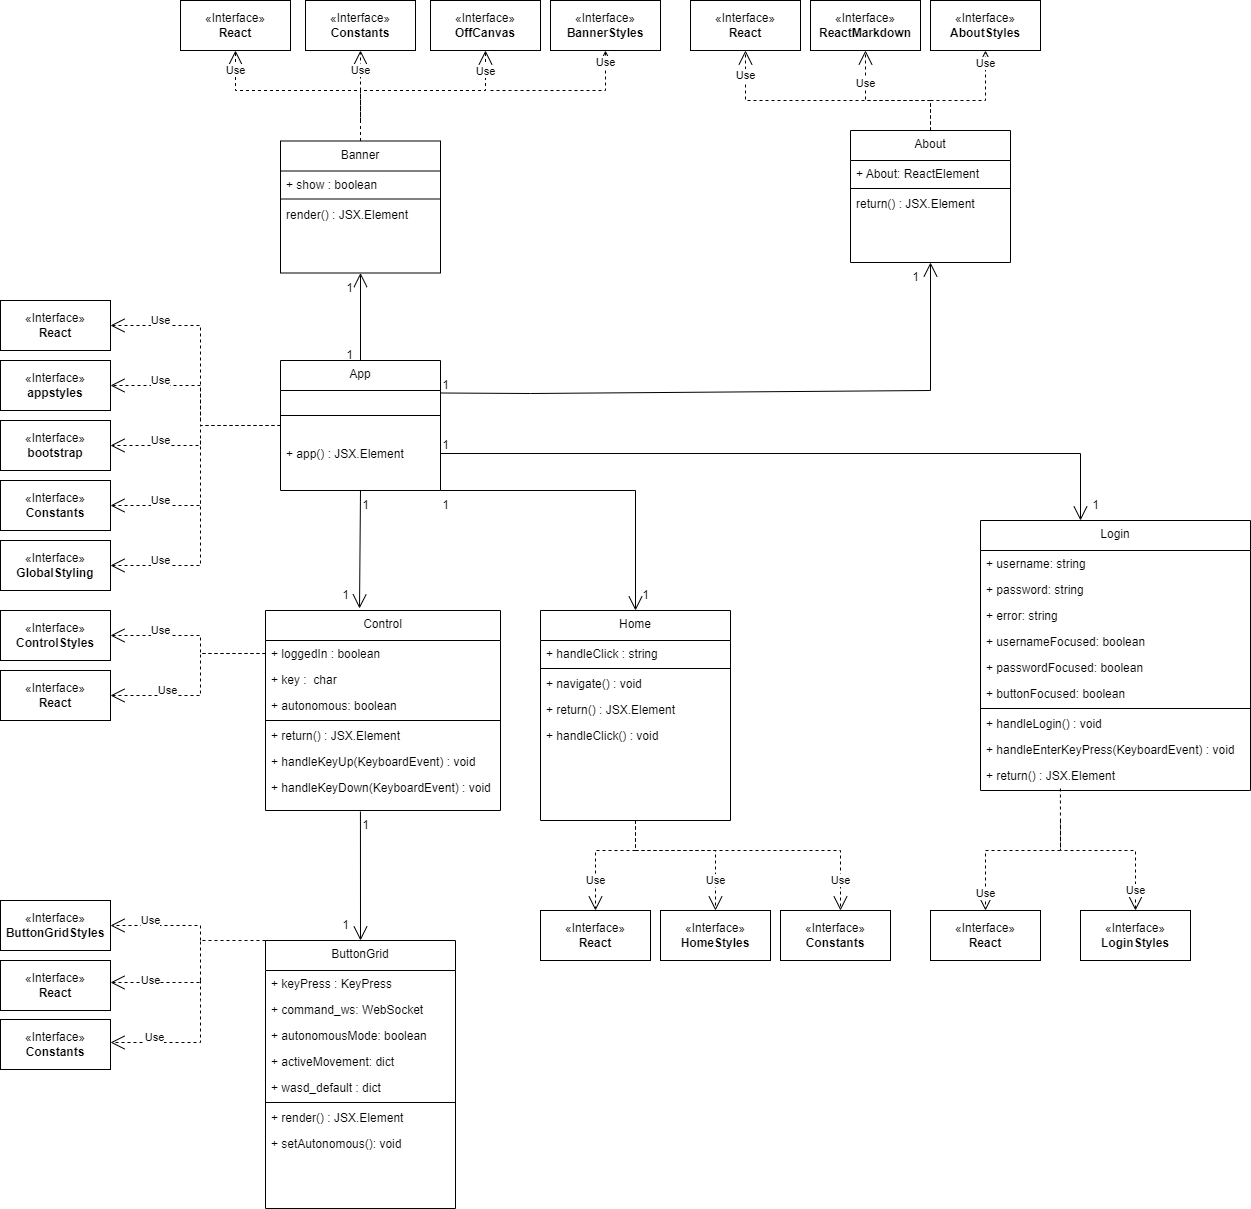 «Interface»
React
«Interface»
Constants
«Interface»
OffCanvas
«Interface»
BannerStyles
«Interface»
React
«Interface»
ReactMarkdown
«Interface»
AboutStyles
Use
Use
Use
Use
Use
Use
Use
Banner
+ show : boolean
render() : JSX.Element
About
+ About: ReactElement
return() : JSX.Element
1
1
1
1
App
+ app() : JSX.Element
1
1
1
1
«Interface»
React
Use
«Interface»
appstyles
Use
«Interface»
bootstrap
Use
«Interface»
Constants
Use
«Interface»
GlobalStyling
Use
«Interface»
ControlStyles
Use
«Interface»
React
Use
1
1
Control
+ loggedIn : boolean
+ key :  char
+ autonomous: boolean
+ return() : JSX.Element
+ handleKeyUp(KeyboardEvent) : void
+ handleKeyDown(KeyboardEvent) : void
Home
+ handleClick : string
+ navigate() : void
+ return() : JSX.Element
+ handleClick() : void
Login
+ username: string
+ password: string
+ error: string
+ usernameFocused: boolean
+ passwordFocused: boolean
+ buttonFocused: boolean
+ handleLogin() : void
+ handleEnterKeyPress(KeyboardEvent) : void
+ return() : JSX.Element
1
1
Use
Use
Use
Use
Use
«Interface»
React
«Interface»
HomeStyles
«Interface»
Constants
«Interface»
React
«Interface»
LoginStyles
«Interface»
ButtonGridStyles
Use
«Interface»
React
Use
«Interface»
Constants
Use
ButtonGrid
+ keyPress : KeyPress
+ command_ws: WebSocket
+ autonomousMode: boolean
+ activeMovement: dict
+ wasd_default : dict
+ render() : JSX.Element
+ setAutonomous(): void